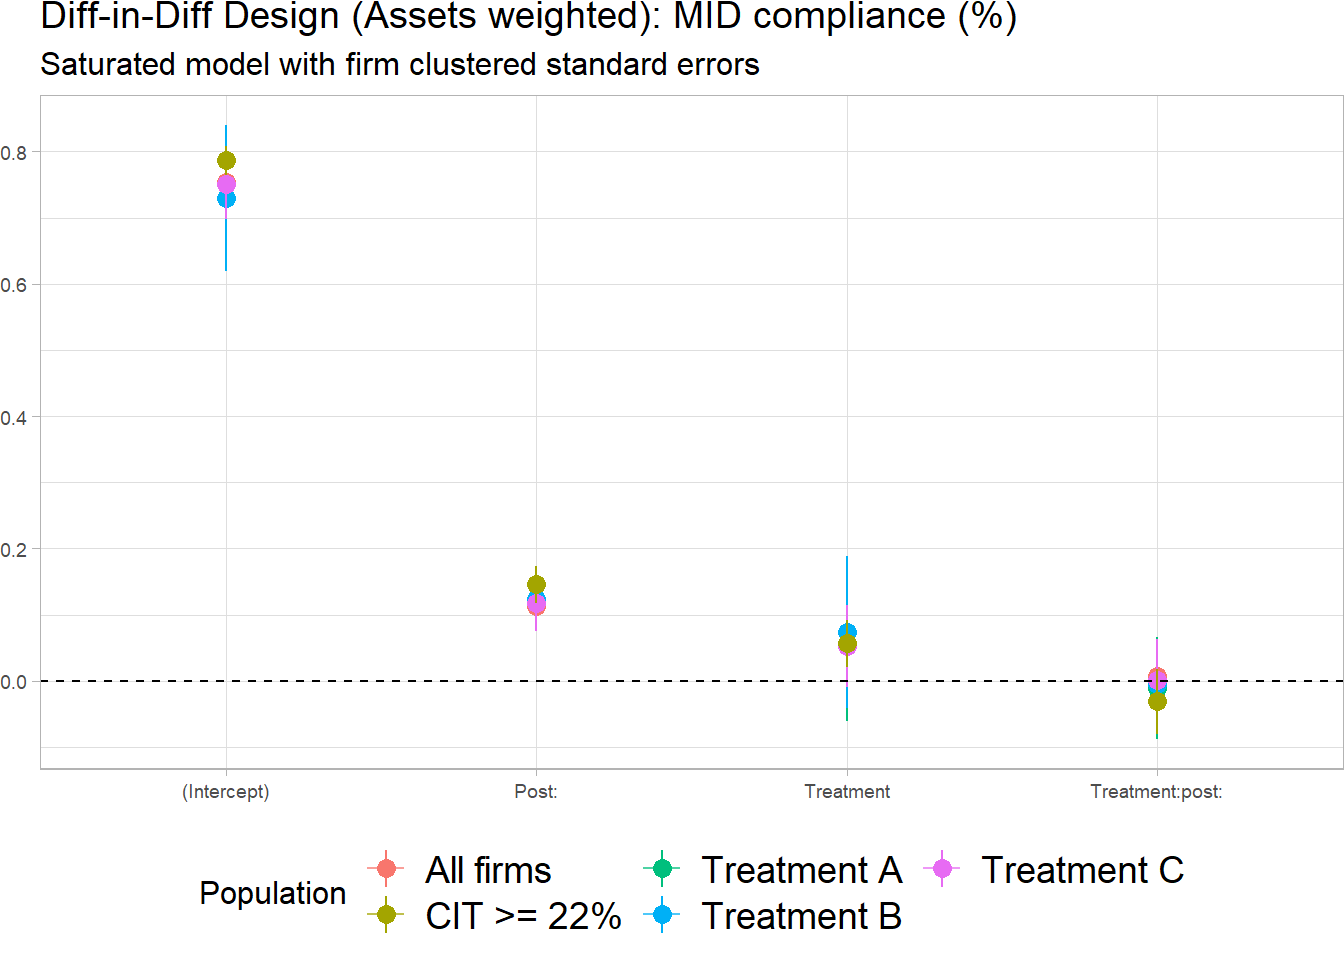 Diff-in-Diff Design (Assets weighted): MID compliance (%)
Saturated model with firm clustered standard errors
0.8
0.6
0.4
0.2
0.0
(Intercept)
Post:
Treatment
Treatment:post:
Population
All firms
CIT >= 22%
Treatment A
Treatment B
Treatment C